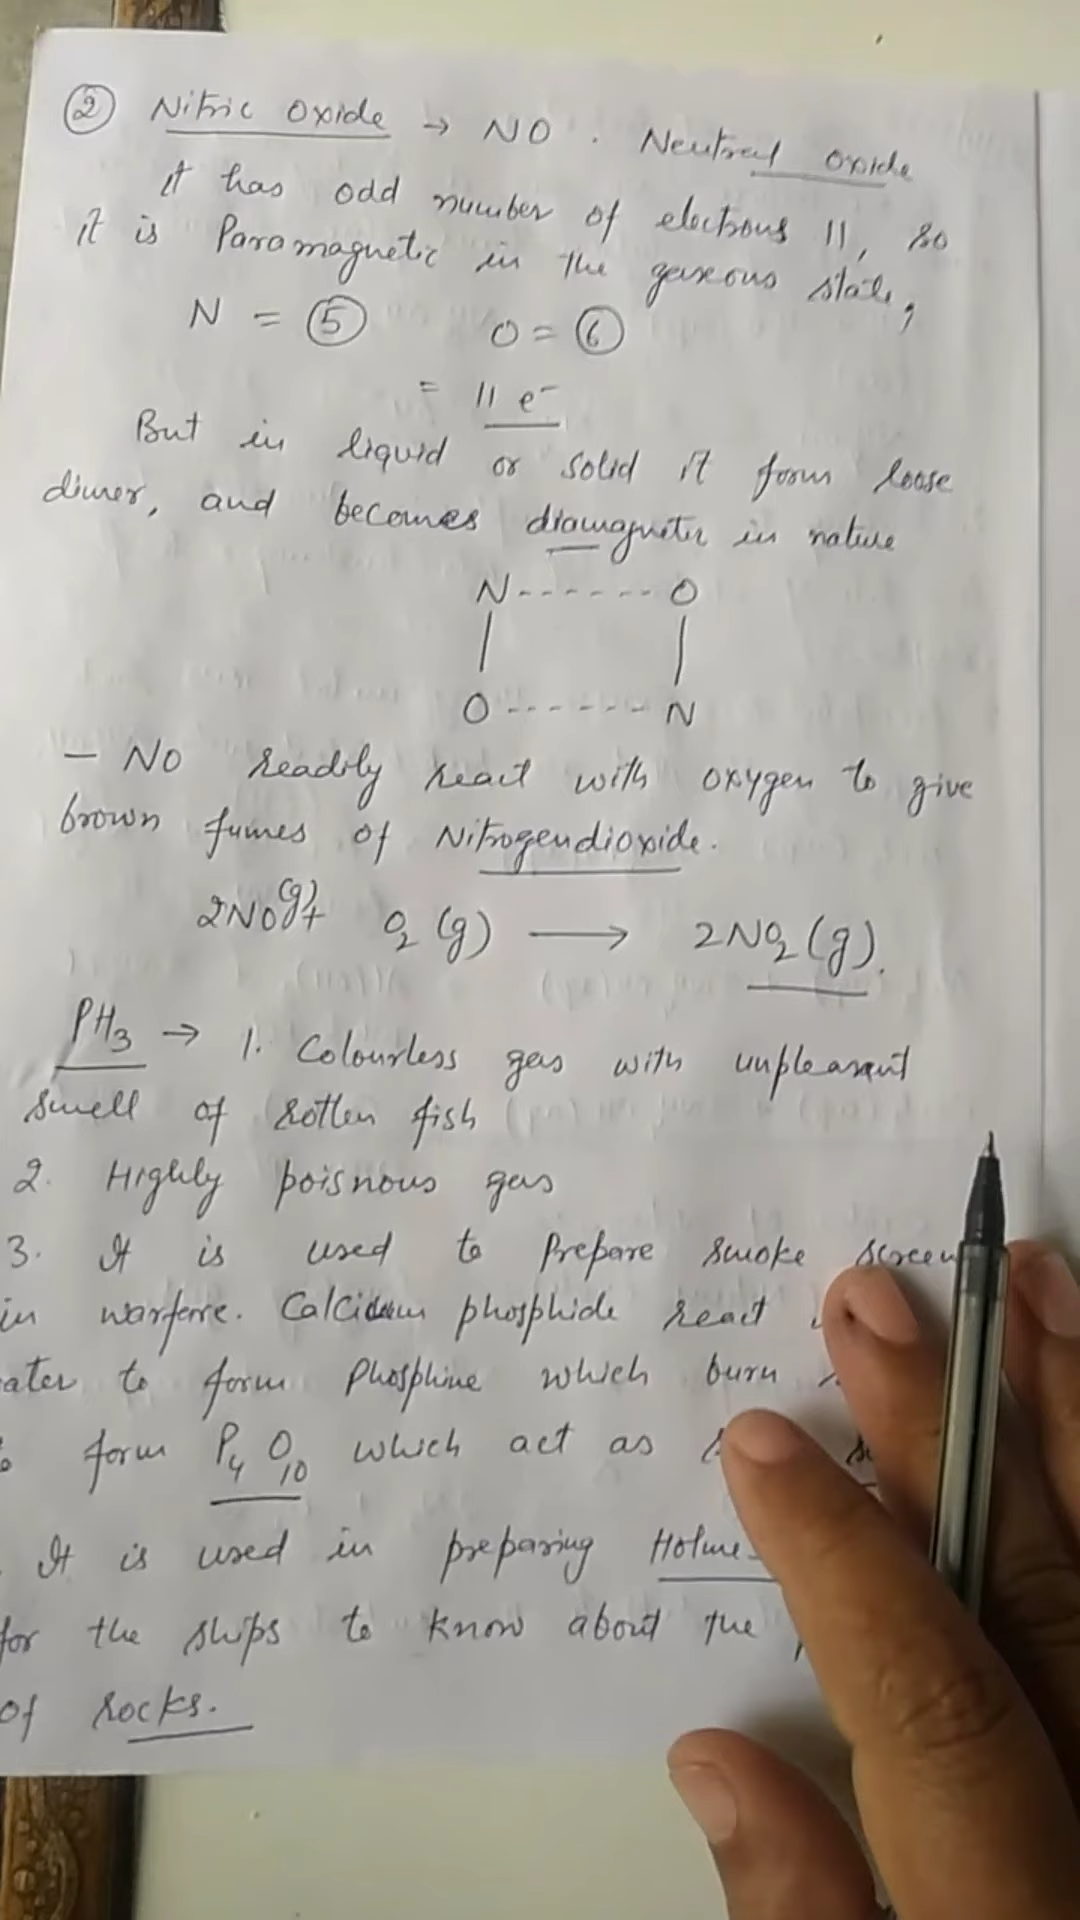 ② Nitric Oxide → NO. Neutral oxide
it has odd number of electrons 11, so
it is Paramagnetic in the gaseous state,
N = ⑤ O = ⑥
= 11 e⁻
But in liquid or solid it form loose
dimer, and becomes diamagnetic in nature
N------O
| |
O------N
- NO readily react with oxygen to give
brown fumes of Nitrogendioxide.
2NO(g)+ O₂(g) ⟶ 2NO₂(g).
PH₃ → 1. Colourless gas with unpleasant
smell of rotten fish
2. Highly poisnous gas
3. It is used to Prepare smoke screen
in warferre. Calcium phosphide react
ater to form Phosphine which burn
form P₄O₁₀ which act as
It is used in preparing Holme-
for the ships to know about the
of rocks.